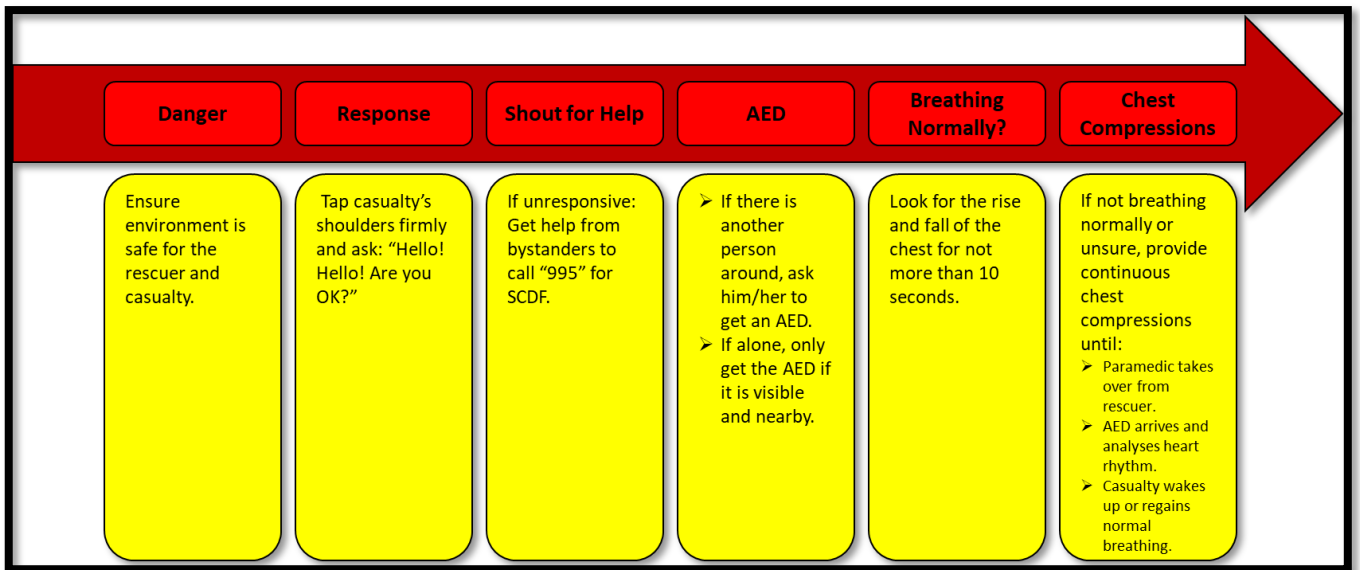 Danger
Ensure
environment is
safe for the
rescuer and
casualty.
Response
Tap casualty’s
shoulders firmly
and ask: “Hello!
Hello! Are you
OK?”
Shout for Help
If unresponsive:
Get help from
bystanders to
call “995” for
SCDF.
AED
➢ If there is
another
person
around, ask
him/her to
get an AED.
➢ If alone, only
get the AED if
it is visible
and nearby.
Breathing
Normally?
Look for the rise
and fall of the
chest for not
more than 10
seconds.
Chest
Compressions
If not breathing
normally or
unsure, provide
continuous
chest
compressions
until:
➢ Paramedic takes
over from
rescuer.
➢ AED arrives and
analyses heart
rhythm.
➢ Casualty wakes
up or regains
normal
breathing.